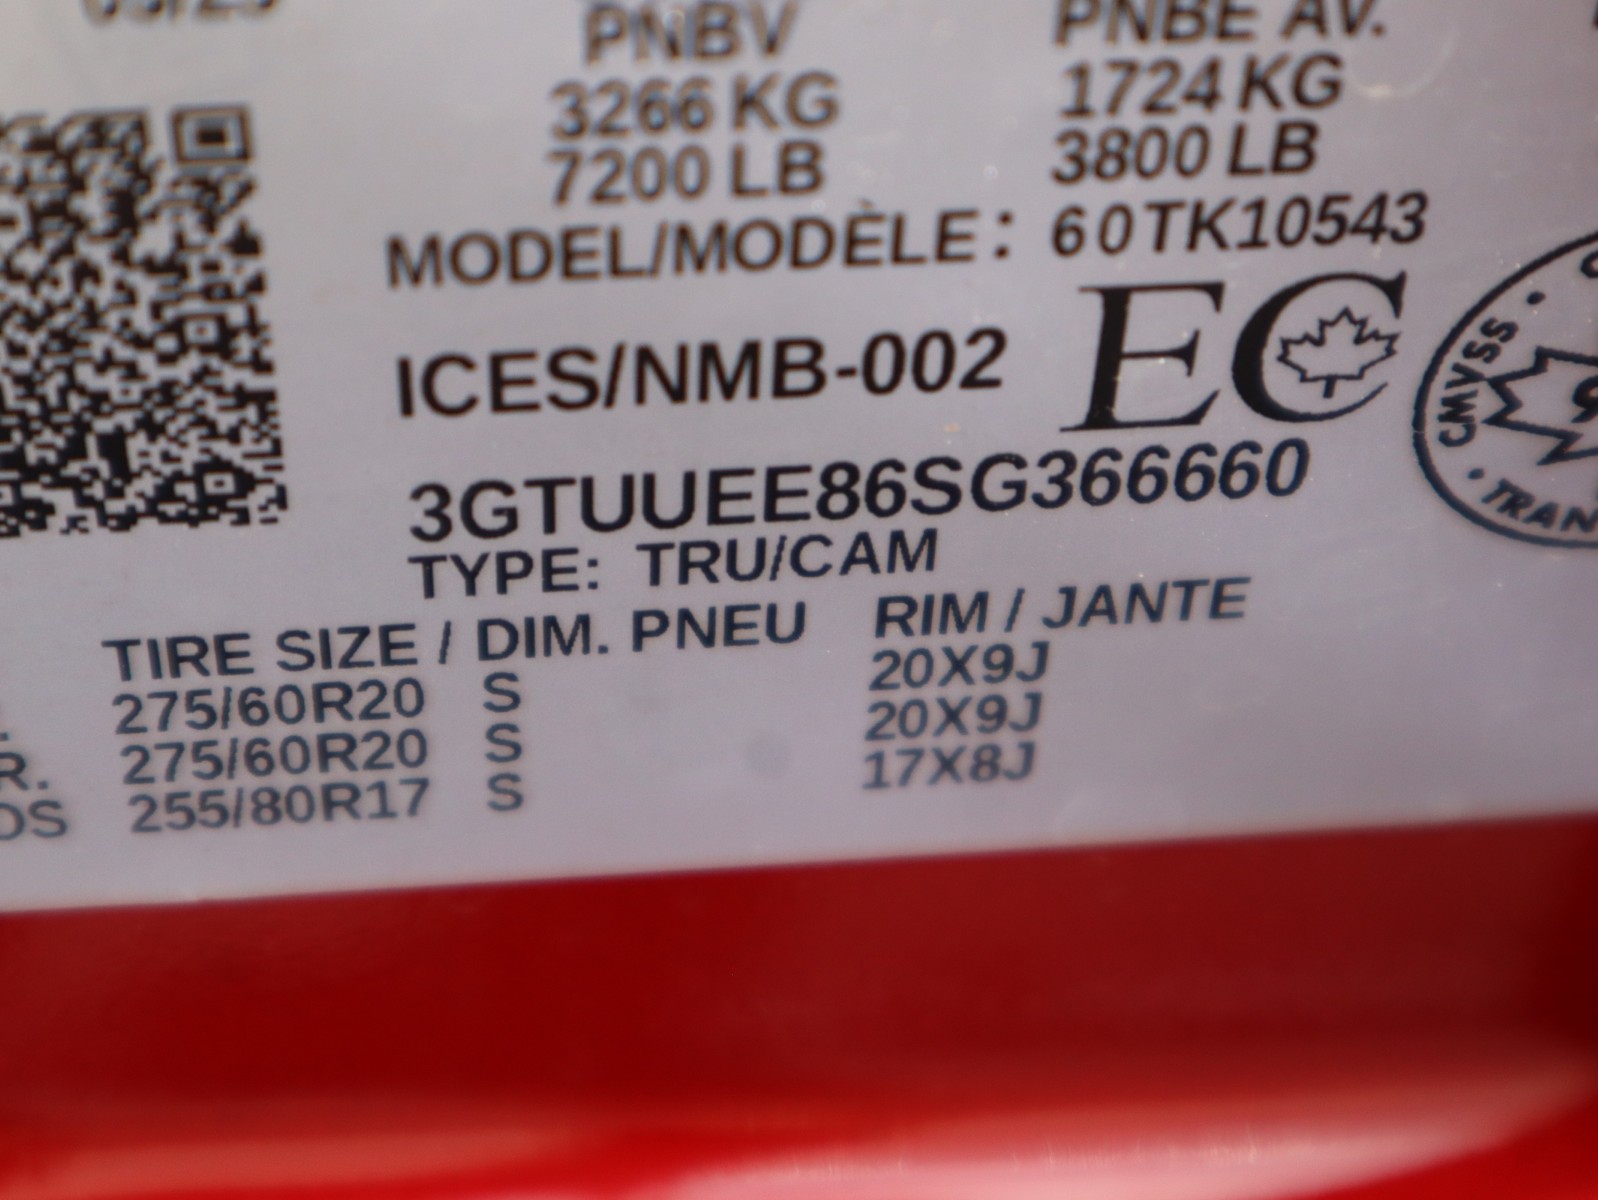 PNBV PNBE AV.
3266 KG 1724 KG
7200 LB 3800 LB
MODEL/MODÈLE: 60TK10543
ICES/NMB-002 EC
CMVSS
TRAN
3GTUUEE86SG366660
TYPE: TRU/CAM
TIRE SIZE / DIM. PNEU RIM / JANTE
275/60R20 S 20X9J
R. 275/60R20 S 20X9J
OS 255/80R17 S 17X8J